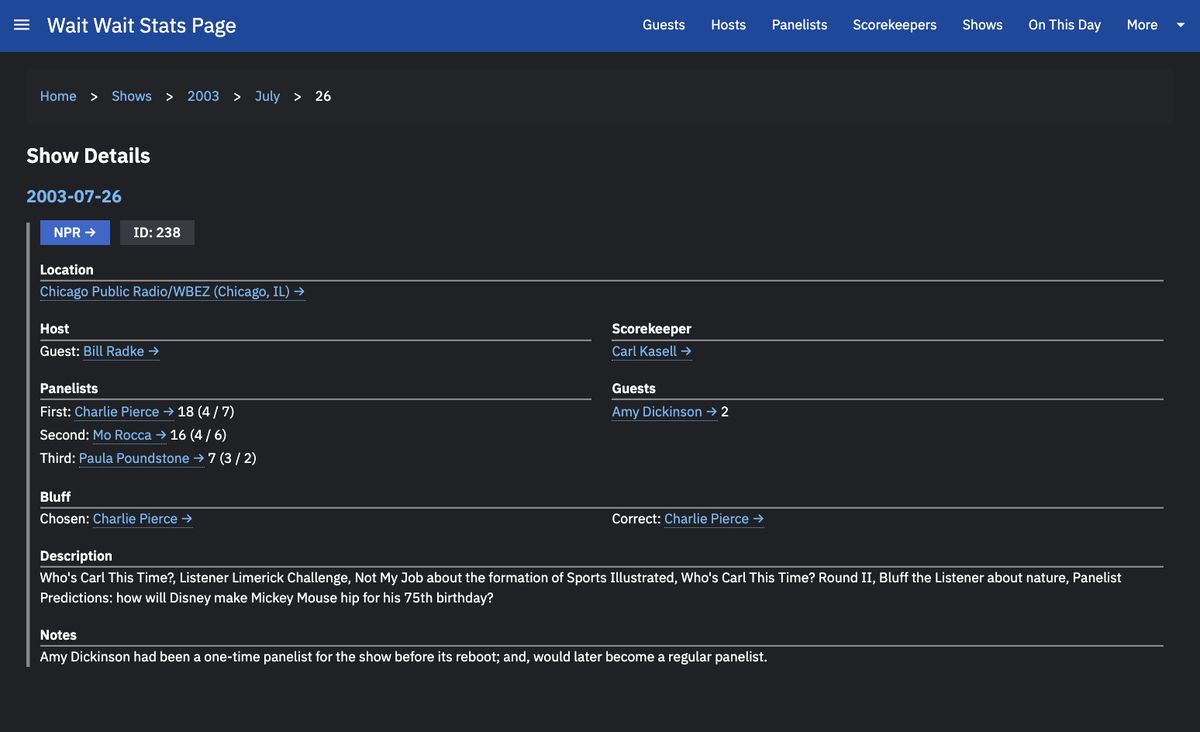 Wait Wait Stats Page
Guests Hosts Panelists Scorekeepers Shows On This Day More
Home > Shows > 2003 > July > 26
Show Details
2003-07-26
NPR → ID: 238
Location
Chicago Public Radio/WBEZ (Chicago, IL) →
Host
Guest: Bill Radke →
Scorekeeper
Carl Kasell →
Panelists
First: Charlie Pierce → 18 (4 / 7)
Second: Mo Rocca → 16 (4 / 6)
Third: Paula Poundstone → 7 (3 / 2)
Guests
Amy Dickinson → 2
Bluff
Chosen: Charlie Pierce →
Correct: Charlie Pierce →
Description
Who's Carl This Time?, Listener Limerick Challenge, Not My Job about the formation of Sports Illustrated, Who's Carl This Time? Round II, Bluff the Listener about nature, Panelist
Predictions: how will Disney make Mickey Mouse hip for his 75th birthday?
Notes
Amy Dickinson had been a one-time panelist for the show before its reboot; and, would later become a regular panelist.